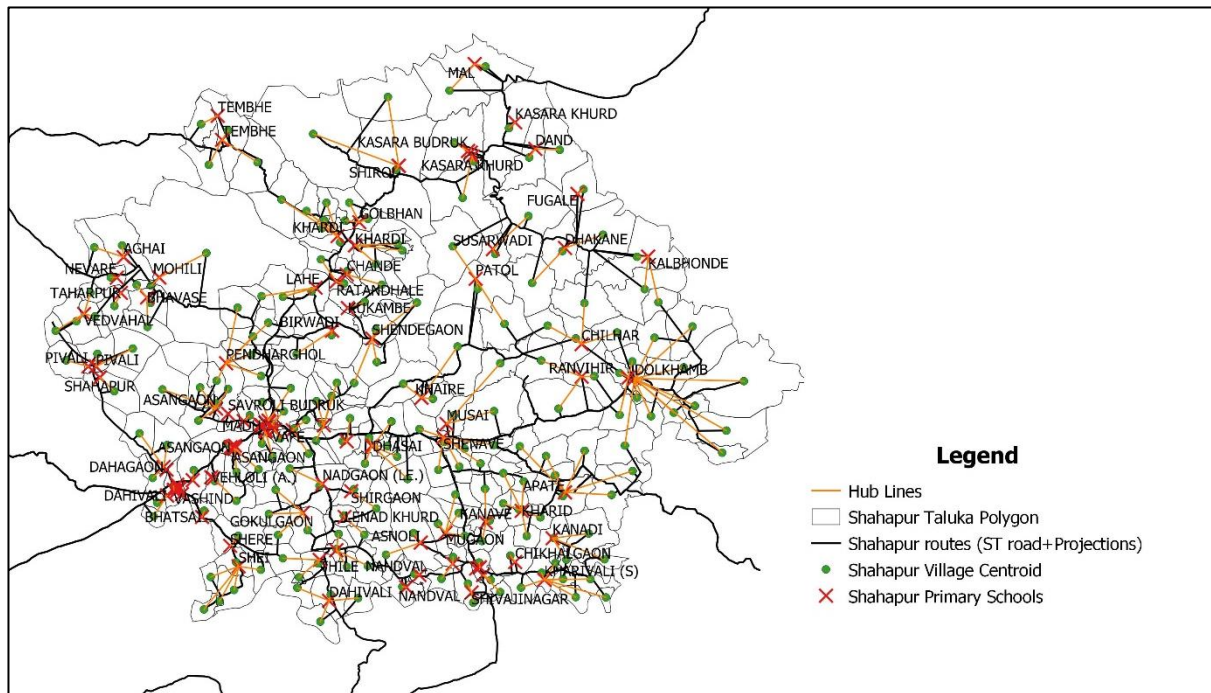 MAL
TEMBHE
KASARA KHURD
TEMBHE
KASARA BUDRUK
DAND
KASARA KHURD
SHIROL
FUGALE
GOLBHAN
KHARDI
KHARDI
SUSARWADI
DHAKANE
AGHAI
KALBHONDE
NEVARE
MOHILI
CHANDE
PATOL
LAHE
TAHARPUR
BHAVASE
RATANDHALE
KUKAMBE
VEDVAHAL
BIRWADI
SHENDEGAON
CHILHAR
PIVALI
PIVALI
PENDHARGHOL
RANVIHIR
DOLKHAMB
SHAHAPUR
KHAIRE
ASANGAON
SAVROLI BUDRUK
MUSAI
VAFE
ASANGAON
DHASAI
SHENAVE
ASANGAON
DAHAGAON
VEHLOLI (A.)
NADGAON (LE.)
APATE
DAHIVALI
VASHIND
SHIRGAON
BHATSAI
GOKULGAON
LENAD KHURD
KANAVE
KHARID
ASNOLI
MUGAON
KANADI
SHERE
SHEI
NANDVAL
CHIKHALGAON
KHARIVALI (S)
DAHIVALI
NANDVAL
SHIVAJINAGAR
Legend
Hub Lines
Shahapur Taluka Polygon
Shahapur routes (ST road+Projections)
Shahapur Village Centroid
Shahapur Primary Schools